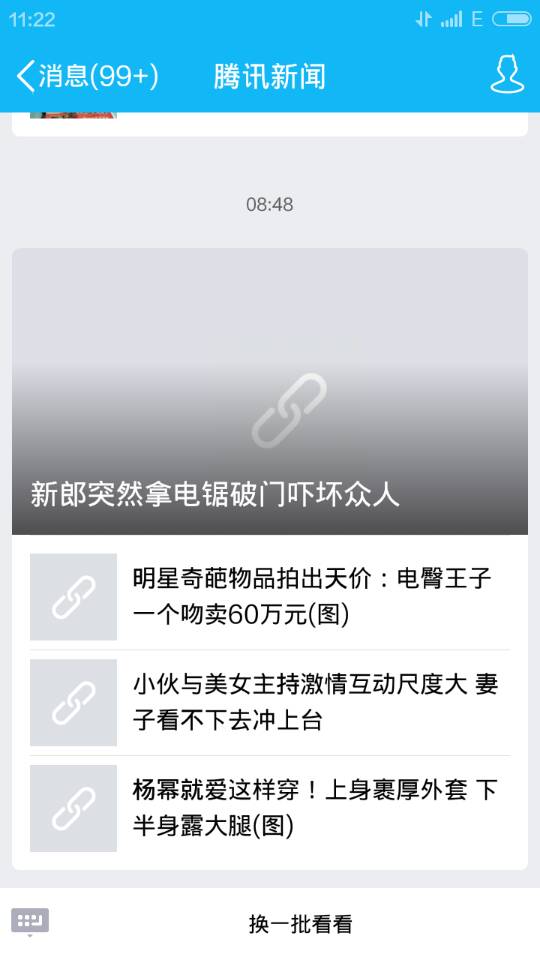 11:22
E
消息(99+)
腾讯新闻
08:48
新郎突然拿电锯破门吓坏众人
明星奇葩物品拍出天价：电臀王子
一个吻卖60万元(图)
小伙与美女主持激情互动尺度大 妻
子看不下去冲上台
杨幂就爱这样穿！上身裹厚外套 下
半身露大腿(图)
换一批看看